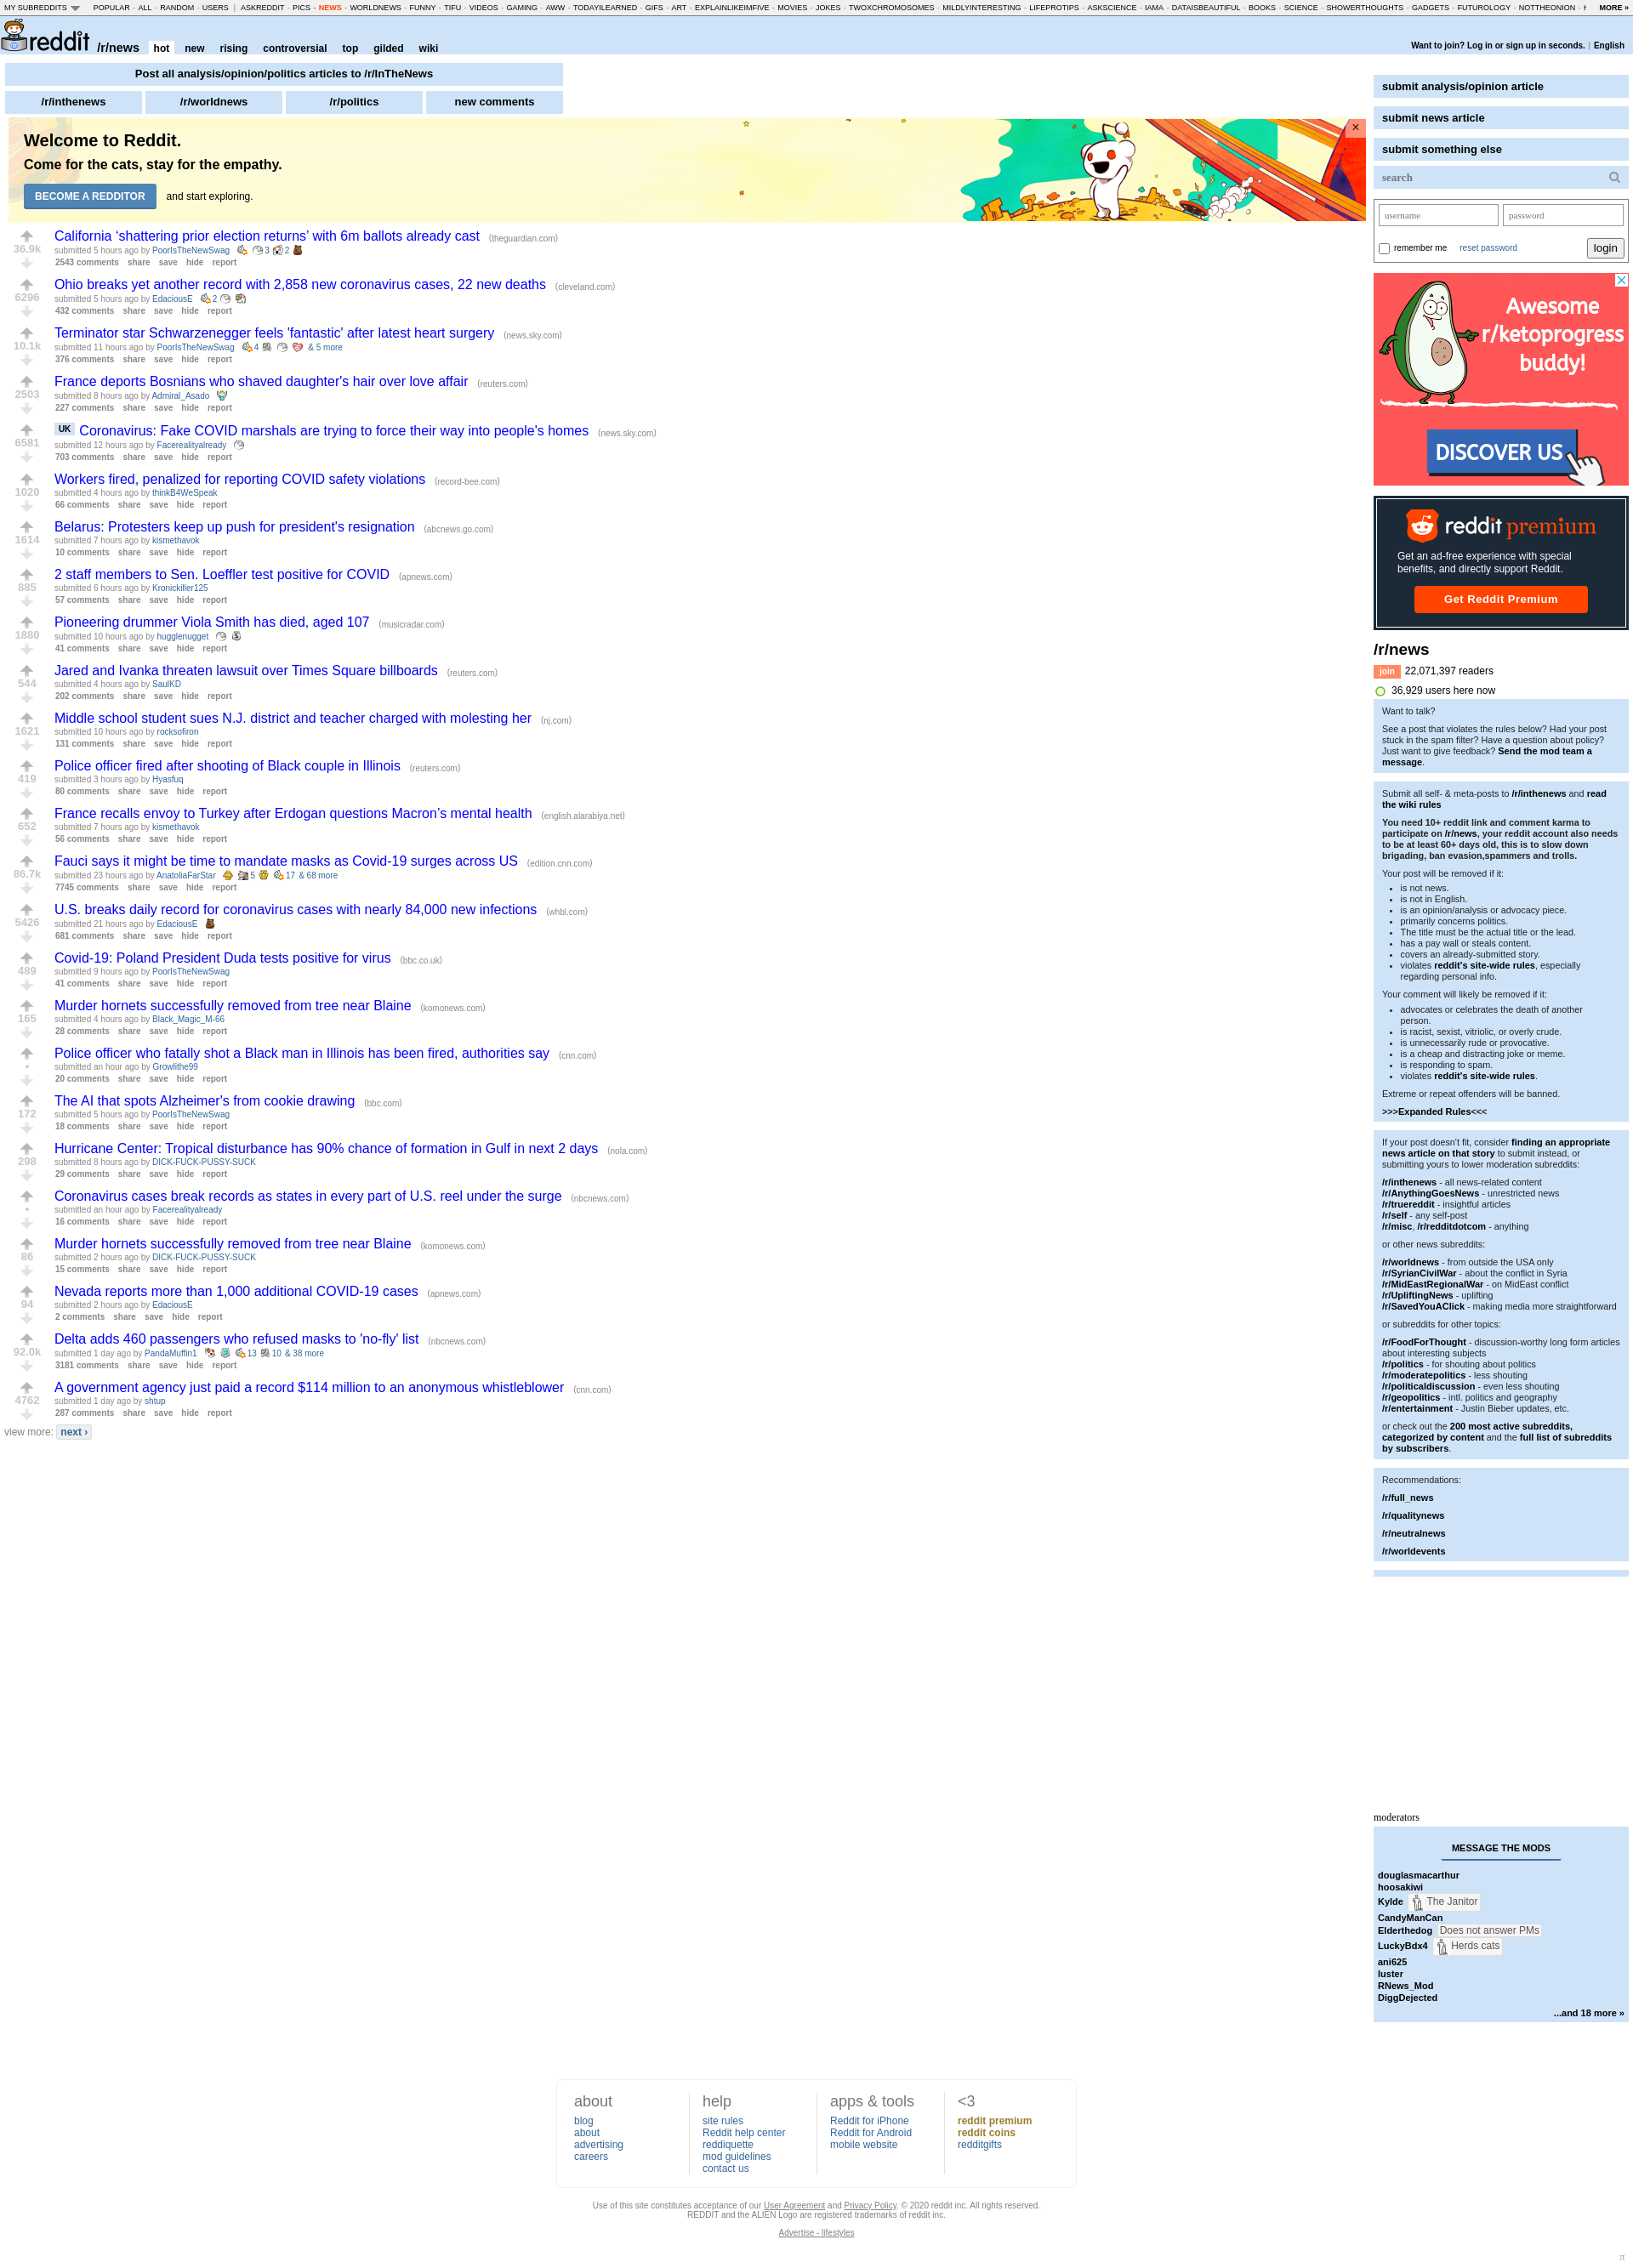 MY SUBREDDITS POPULAR - ALL - RANDOM - USERS | ASKREDDIT - PICS - NEWS - WORLDNEWS - FUNNY - TIFU - VIDEOS - GAMING - AWW - TODAYILEARNED - GIFS - ART - EXPLAINLIKEIMFIVE - MOVIES - JOKES - TWOXCHROMOSOMES - MILDLYINTERESTING - LIFEPROTIPS - ASKSCIENCE - IAMA - DATAISBEAUTIFUL - BOOKS - SCIENCE - SHOWERTHOUGHTS - GADGETS - FUTUROLOGY - NOTTHEONION - MORE »
reddit /r/news hot new rising controversial top gilded wiki
Want to join? Log in or sign up in seconds. | English
Post all analysis/opinion/politics articles to /r/InTheNews
/r/inthenews /r/worldnews /r/politics new comments
Welcome to Reddit.
Come for the cats, stay for the empathy.
BECOME A REDDITOR and start exploring.
×
36.9k
California ‘shattering prior election returns’ with 6m ballots already cast (theguardian.com)
submitted 5 hours ago by PoorIsTheNewSwag 3 2
2543 comments share save hide report
6296
Ohio breaks yet another record with 2,858 new coronavirus cases, 22 new deaths (cleveland.com)
submitted 5 hours ago by EdaciousE 2
432 comments share save hide report
10.1k
Terminator star Schwarzenegger feels 'fantastic' after latest heart surgery (news.sky.com)
submitted 11 hours ago by PoorIsTheNewSwag 4 & 5 more
376 comments share save hide report
2503
France deports Bosnians who shaved daughter's hair over love affair (reuters.com)
submitted 8 hours ago by Admiral_Asado
227 comments share save hide report
6581
UK Coronavirus: Fake COVID marshals are trying to force their way into people's homes (news.sky.com)
submitted 12 hours ago by Facerealityalready
703 comments share save hide report
1020
Workers fired, penalized for reporting COVID safety violations (record-bee.com)
submitted 4 hours ago by thinkB4WeSpeak
66 comments share save hide report
1614
Belarus: Protesters keep up push for president's resignation (abcnews.go.com)
submitted 7 hours ago by kismethavok
10 comments share save hide report
885
2 staff members to Sen. Loeffler test positive for COVID (apnews.com)
submitted 6 hours ago by Kronickiller125
57 comments share save hide report
1880
Pioneering drummer Viola Smith has died, aged 107 (musicradar.com)
submitted 10 hours ago by hugglenugget
41 comments share save hide report
544
Jared and Ivanka threaten lawsuit over Times Square billboards (reuters.com)
submitted 4 hours ago by SaulKD
202 comments share save hide report
1621
Middle school student sues N.J. district and teacher charged with molesting her (nj.com)
submitted 10 hours ago by rocksofiron
131 comments share save hide report
419
Police officer fired after shooting of Black couple in Illinois (reuters.com)
submitted 3 hours ago by Hyasfuq
80 comments share save hide report
652
France recalls envoy to Turkey after Erdogan questions Macron’s mental health (english.alarabiya.net)
submitted 7 hours ago by kismethavok
56 comments share save hide report
86.7k
Fauci says it might be time to mandate masks as Covid-19 surges across US (edition.cnn.com)
submitted 23 hours ago by AnatoliaFarStar 5 17 & 68 more
7745 comments share save hide report
5426
U.S. breaks daily record for coronavirus cases with nearly 84,000 new infections (whbl.com)
submitted 21 hours ago by EdaciousE
681 comments share save hide report
489
Covid-19: Poland President Duda tests positive for virus (bbc.co.uk)
submitted 9 hours ago by PoorIsTheNewSwag
41 comments share save hide report
165
Murder hornets successfully removed from tree near Blaine (komonews.com)
submitted 4 hours ago by Black_Magic_M-66
28 comments share save hide report
•
Police officer who fatally shot a Black man in Illinois has been fired, authorities say (cnn.com)
submitted an hour ago by Growlithe99
20 comments share save hide report
172
The AI that spots Alzheimer's from cookie drawing (bbc.com)
submitted 5 hours ago by PoorIsTheNewSwag
18 comments share save hide report
298
Hurricane Center: Tropical disturbance has 90% chance of formation in Gulf in next 2 days (nola.com)
submitted 8 hours ago by DICK-FUCK-PUSSY-SUCK
29 comments share save hide report
•
Coronavirus cases break records as states in every part of U.S. reel under the surge (nbcnews.com)
submitted an hour ago by Facerealityalready
16 comments share save hide report
86
Murder hornets successfully removed from tree near Blaine (komonews.com)
submitted 2 hours ago by DICK-FUCK-PUSSY-SUCK
15 comments share save hide report
94
Nevada reports more than 1,000 additional COVID-19 cases (apnews.com)
submitted 2 hours ago by EdaciousE
2 comments share save hide report
92.0k
Delta adds 460 passengers who refused masks to 'no-fly' list (nbcnews.com)
submitted 1 day ago by PandaMuffin1 13 10 & 38 more
3181 comments share save hide report
4762
A government agency just paid a record $114 million to an anonymous whistleblower (cnn.com)
submitted 1 day ago by shtup
287 comments share save hide report
view more: next ›
submit analysis/opinion article
submit news article
submit something else
search
username password
remember me reset password login
Awesome
r/ketoprogress
buddy!
DISCOVER US
reddit premium
Get an ad-free experience with special
benefits, and directly support Reddit.
Get Reddit Premium
/r/news
join 22,071,397 readers
36,929 users here now
Want to talk?
See a post that violates the rules below? Had your post
stuck in the spam filter? Have a question about policy?
Just want to give feedback? Send the mod team a
message.
Submit all self- & meta-posts to /r/inthenews and read
the wiki rules
You need 10+ reddit link and comment karma to
participate on /r/news, your reddit account also needs
to be at least 60+ days old, this is to slow down
brigading, ban evasion,spammers and trolls.
Your post will be removed if it:
• is not news.
• is not in English.
• is an opinion/analysis or advocacy piece.
• primarily concerns politics.
• The title must be the actual title or the lead.
• has a pay wall or steals content.
• covers an already-submitted story.
• violates reddit's site-wide rules, especially
regarding personal info.
Your comment will likely be removed if it:
• advocates or celebrates the death of another
person.
• is racist, sexist, vitriolic, or overly crude.
• is unnecessarily rude or provocative.
• is a cheap and distracting joke or meme.
• is responding to spam.
• violates reddit's site-wide rules.
Extreme or repeat offenders will be banned.
>>>Expanded Rules<<<
If your post doesn't fit, consider finding an appropriate
news article on that story to submit instead, or
submitting yours to lower moderation subreddits:
/r/inthenews - all news-related content
/r/AnythingGoesNews - unrestricted news
/r/truereddit - insightful articles
/r/self - any self-post
/r/misc, /r/redditdotcom - anything
or other news subreddits:
/r/worldnews - from outside the USA only
/r/SyrianCivilWar - about the conflict in Syria
/r/MidEastRegionalWar - on MidEast conflict
/r/UpliftingNews - uplifting
/r/SavedYouAClick - making media more straightforward
or subreddits for other topics:
/r/FoodForThought - discussion-worthy long form articles
about interesting subjects
/r/politics - for shouting about politics
/r/moderatepolitics - less shouting
/r/politicaldiscussion - even less shouting
/r/geopolitics - intl. politics and geography
/r/entertainment - Justin Bieber updates, etc.
or check out the 200 most active subreddits,
categorized by content and the full list of subreddits
by subscribers.
Recommendations:
/r/full_news
/r/qualitynews
/r/neutralnews
/r/worldevents
moderators
MESSAGE THE MODS
douglasmacarthur
hoosakiwi
Kylde The Janitor
CandyManCan
Elderthedog Does not answer PMs
LuckyBdx4 Herds cats
ani625
luster
RNews_Mod
DiggDejected
...and 18 more »
about
blog
about
advertising
careers
help
site rules
Reddit help center
reddiquette
mod guidelines
contact us
apps & tools
Reddit for iPhone
Reddit for Android
mobile website
<3
reddit premium
reddit coins
redditgifts
Use of this site constitutes acceptance of our User Agreement and Privacy Policy. © 2020 reddit inc. All rights reserved.
REDDIT and the ALIEN Logo are registered trademarks of reddit inc.
Advertise - lifestyles
π